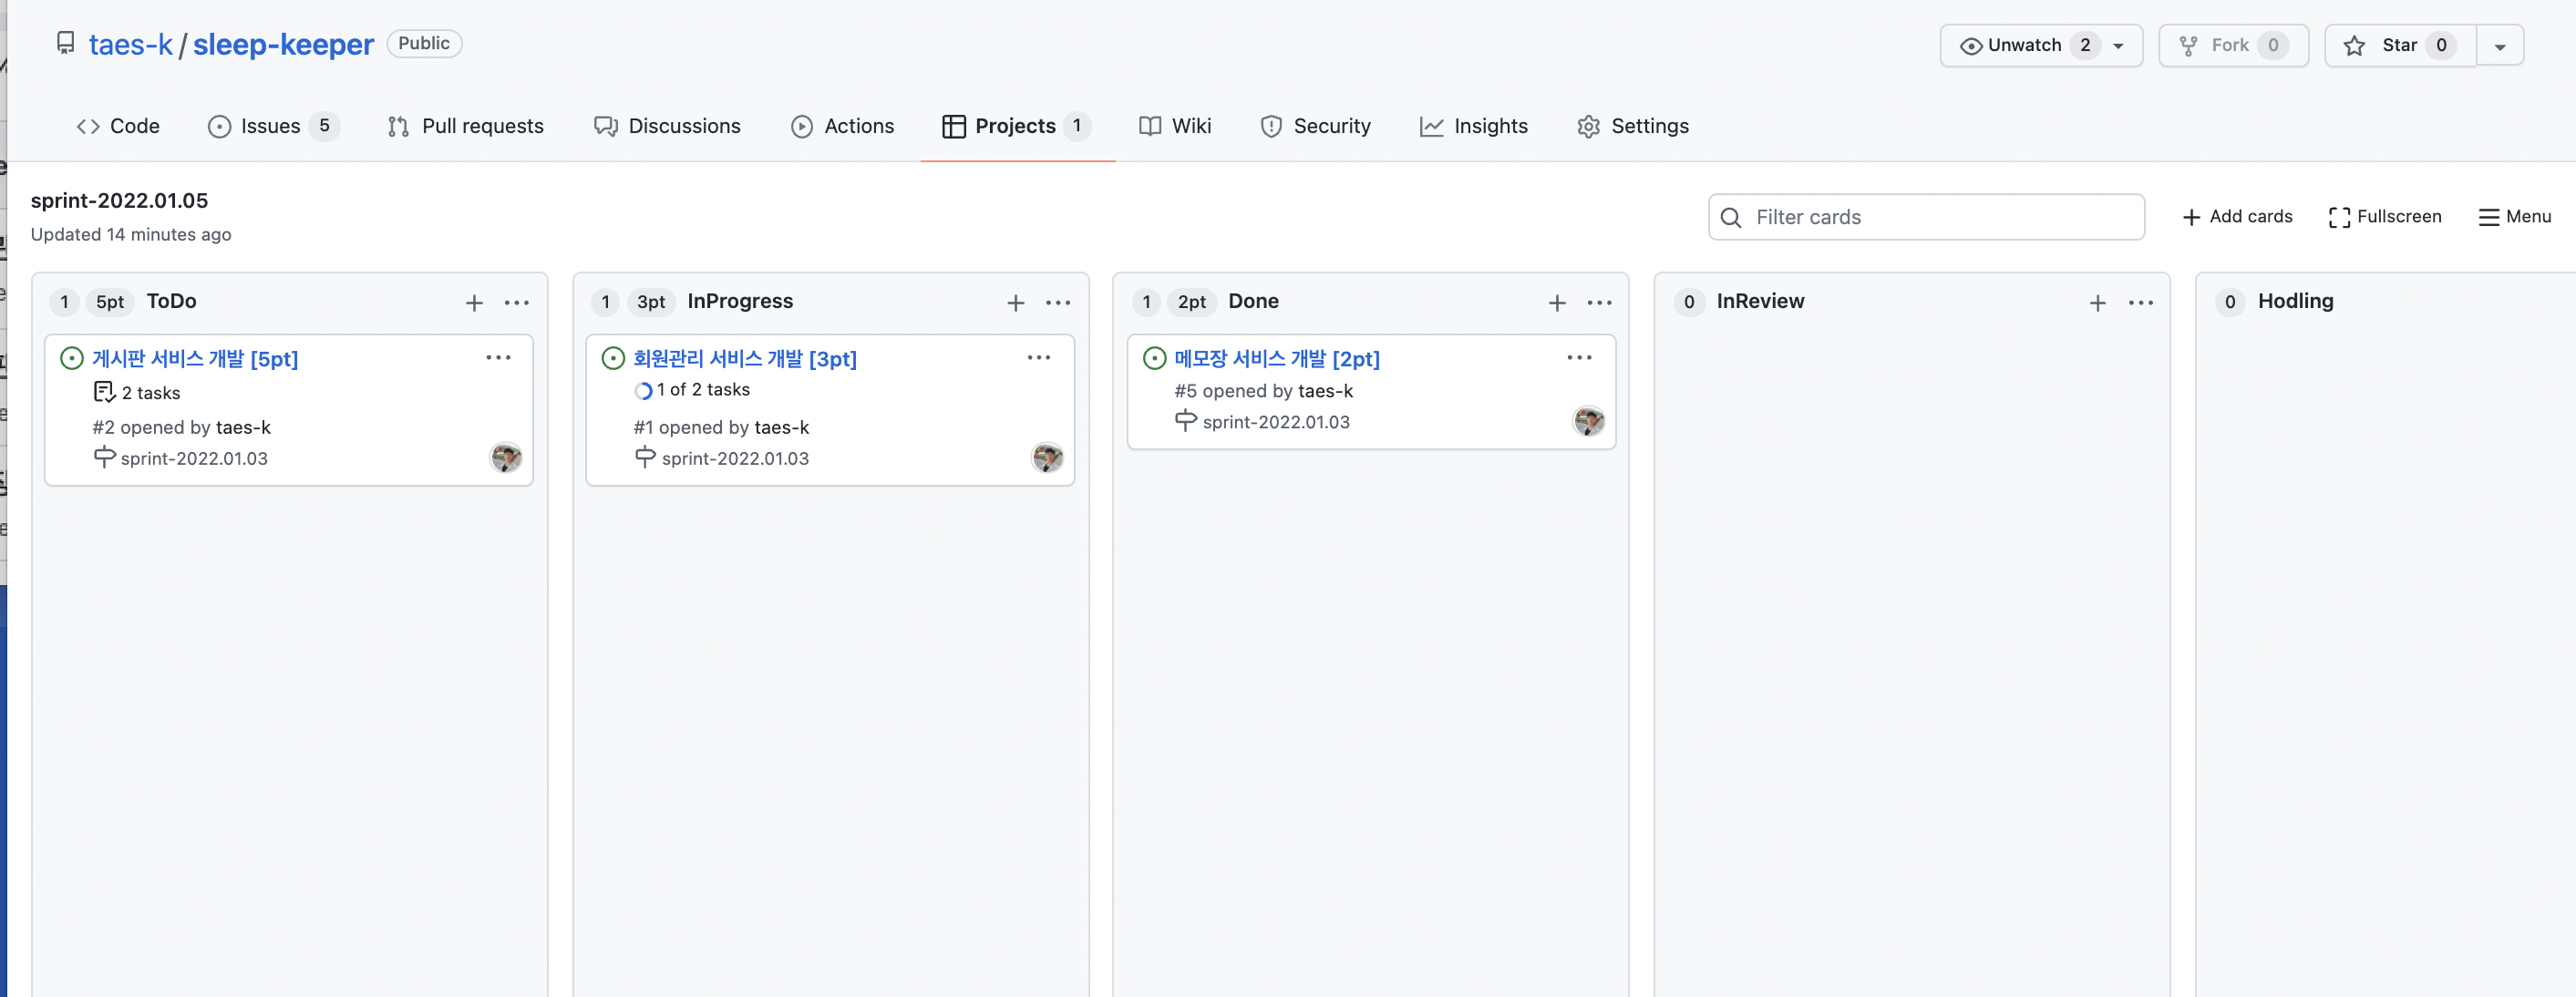 taes-k / sleep-keeper Public
Unwatch 2
Fork 0
Star 0
Code
Issues 5
Pull requests
Discussions
Actions
Projects 1
Wiki
Security
Insights
Settings
sprint-2022.01.05
Updated 14 minutes ago
Filter cards
Add cards
Fullscreen
Menu
1 5pt ToDo
게시판 서비스 개발 [5pt]
2 tasks
#2 opened by taes-k
sprint-2022.01.03
1 3pt InProgress
회원관리 서비스 개발 [3pt]
1 of 2 tasks
#1 opened by taes-k
sprint-2022.01.03
1 2pt Done
메모장 서비스 개발 [2pt]
#5 opened by taes-k
sprint-2022.01.03
0 InReview
0 Hodling